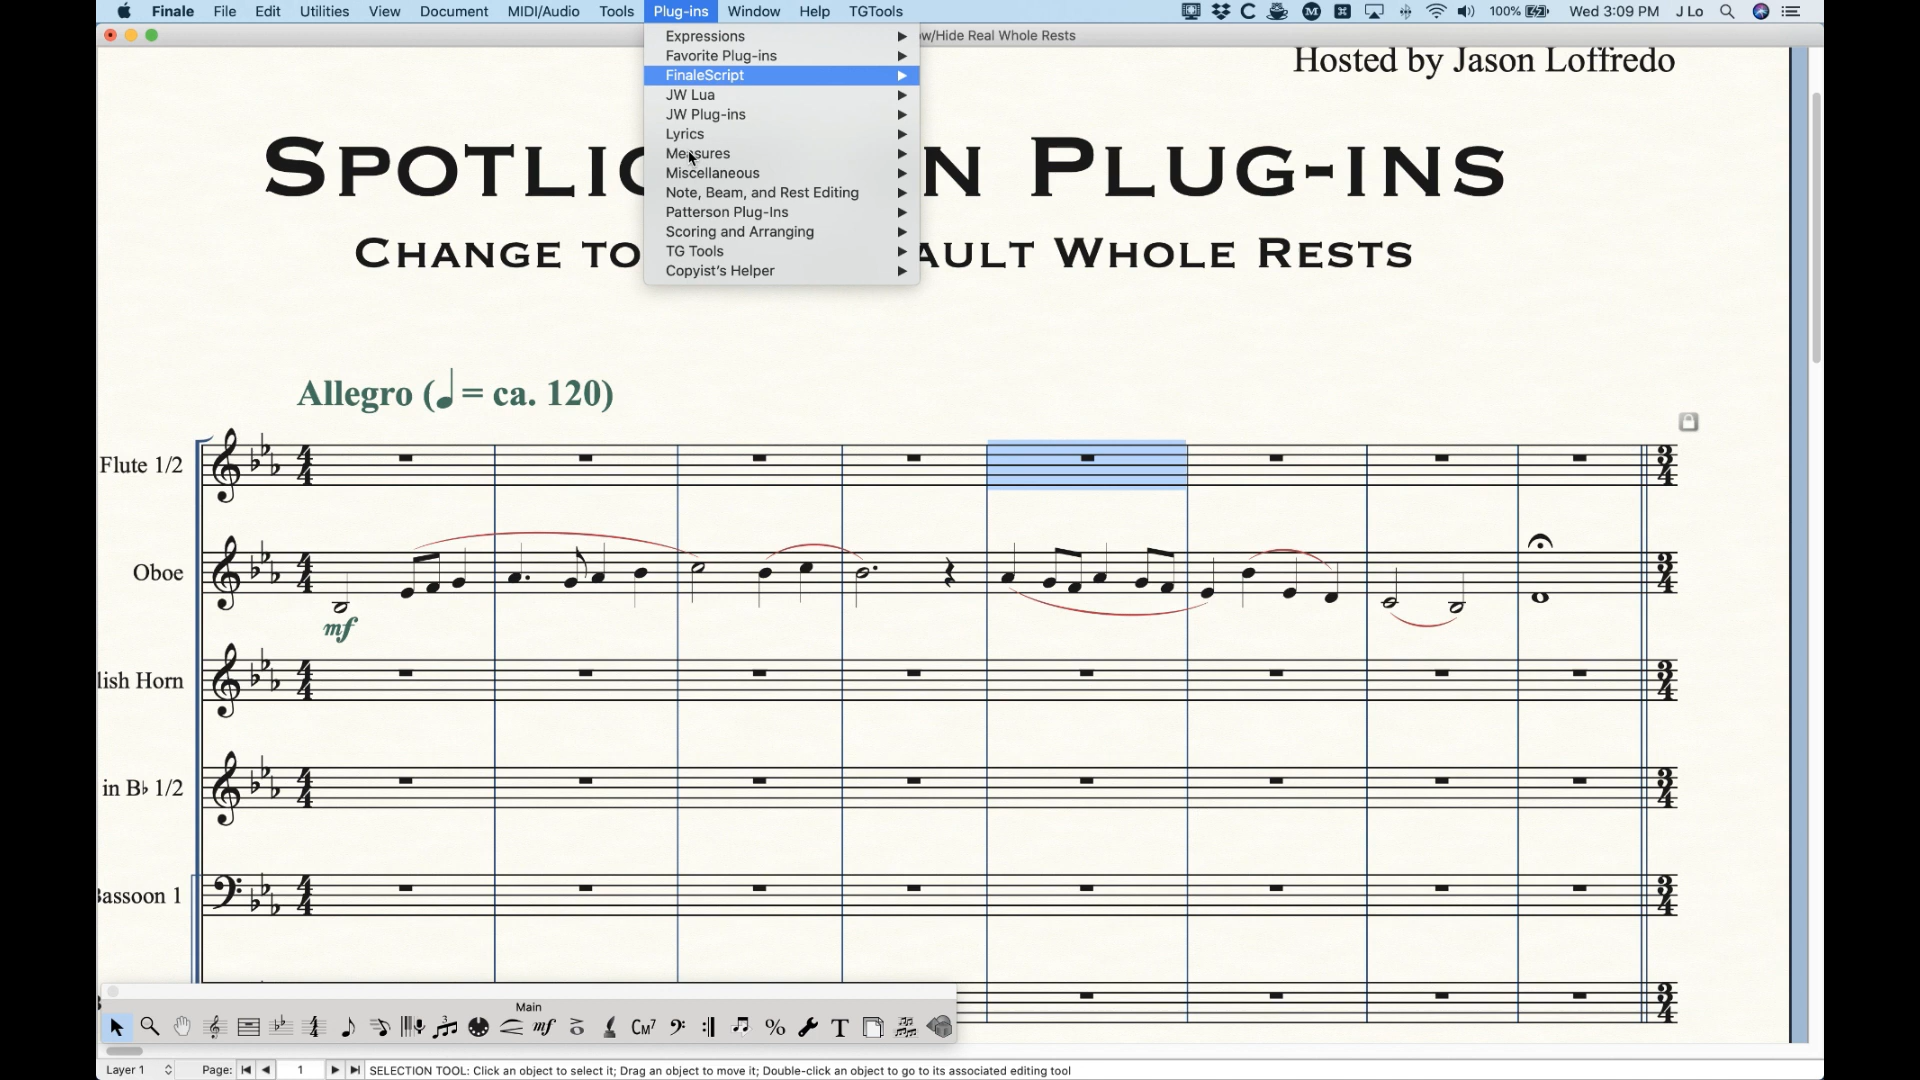 Finale File Edit Utilities View Document MIDI/Audio Tools Plug-ins Window Help TGTools 100% Wed 3:09 PM J Lo
w/Hide Real Whole Rests
Expressions
Favorite Plug-ins
FinaleScript
JW Lua
JW Plug-ins
Lyrics
Measures
Miscellaneous
Note, Beam, and Rest Editing
Patterson Plug-Ins
Scoring and Arranging
TG Tools
Copyist's Helper
Hosted by Jason Loffredo
SPOTLIG N PLUG-INS
CHANGE TO AULT WHOLE RESTS
Allegro (♩ = ca. 120)
Flute 1/2
Oboe
mf
lish Horn
in B♭ 1/2
Bassoon 1
Main
mf CM7 % T
Layer 1 Page: 1 SELECTION TOOL: Click an object to select it; Drag an object to move it; Double-click an object to go to its associated editing tool